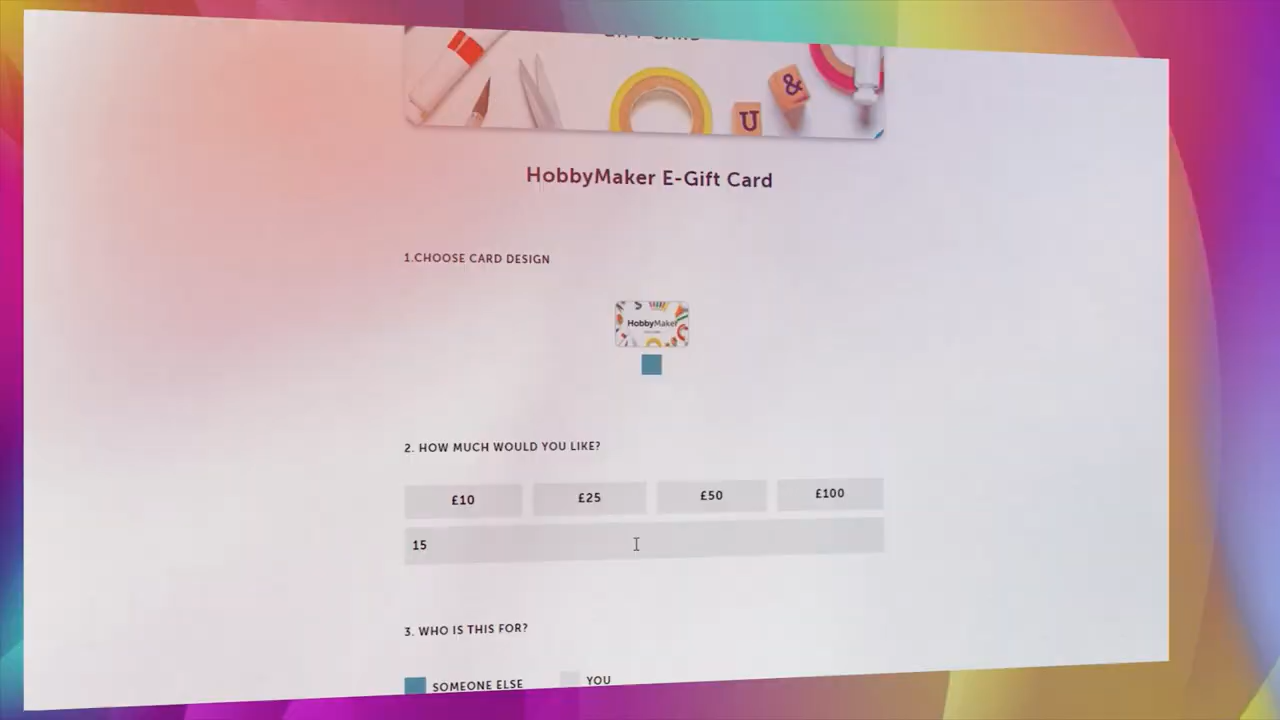 U
&
HobbyMaker E-Gift Card
1.CHOOSE CARD DESIGN
HobbyMaker
2. HOW MUCH WOULD YOU LIKE?
£10 £25 £50 £100
15
3. WHO IS THIS FOR?
SOMEONE ELSE YOU